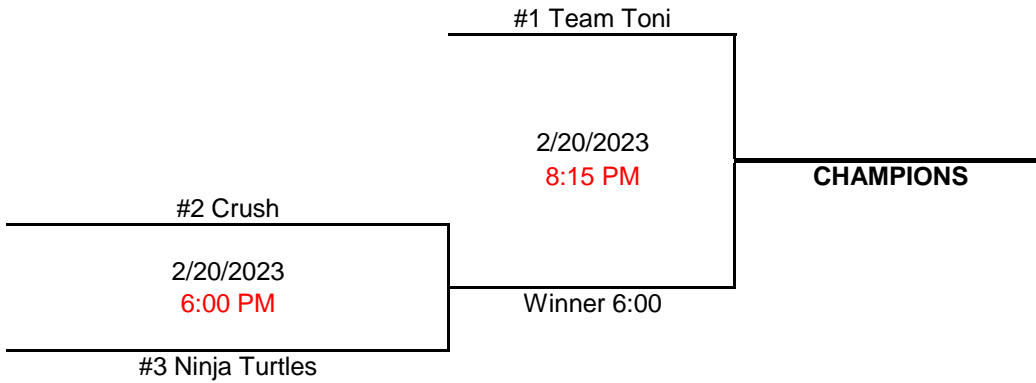 #1 Team Toni
2/20/2023
8:15 PM
CHAMPIONS
#2 Crush
2/20/2023
6:00 PM
Winner 6:00
#3 Ninja Turtles